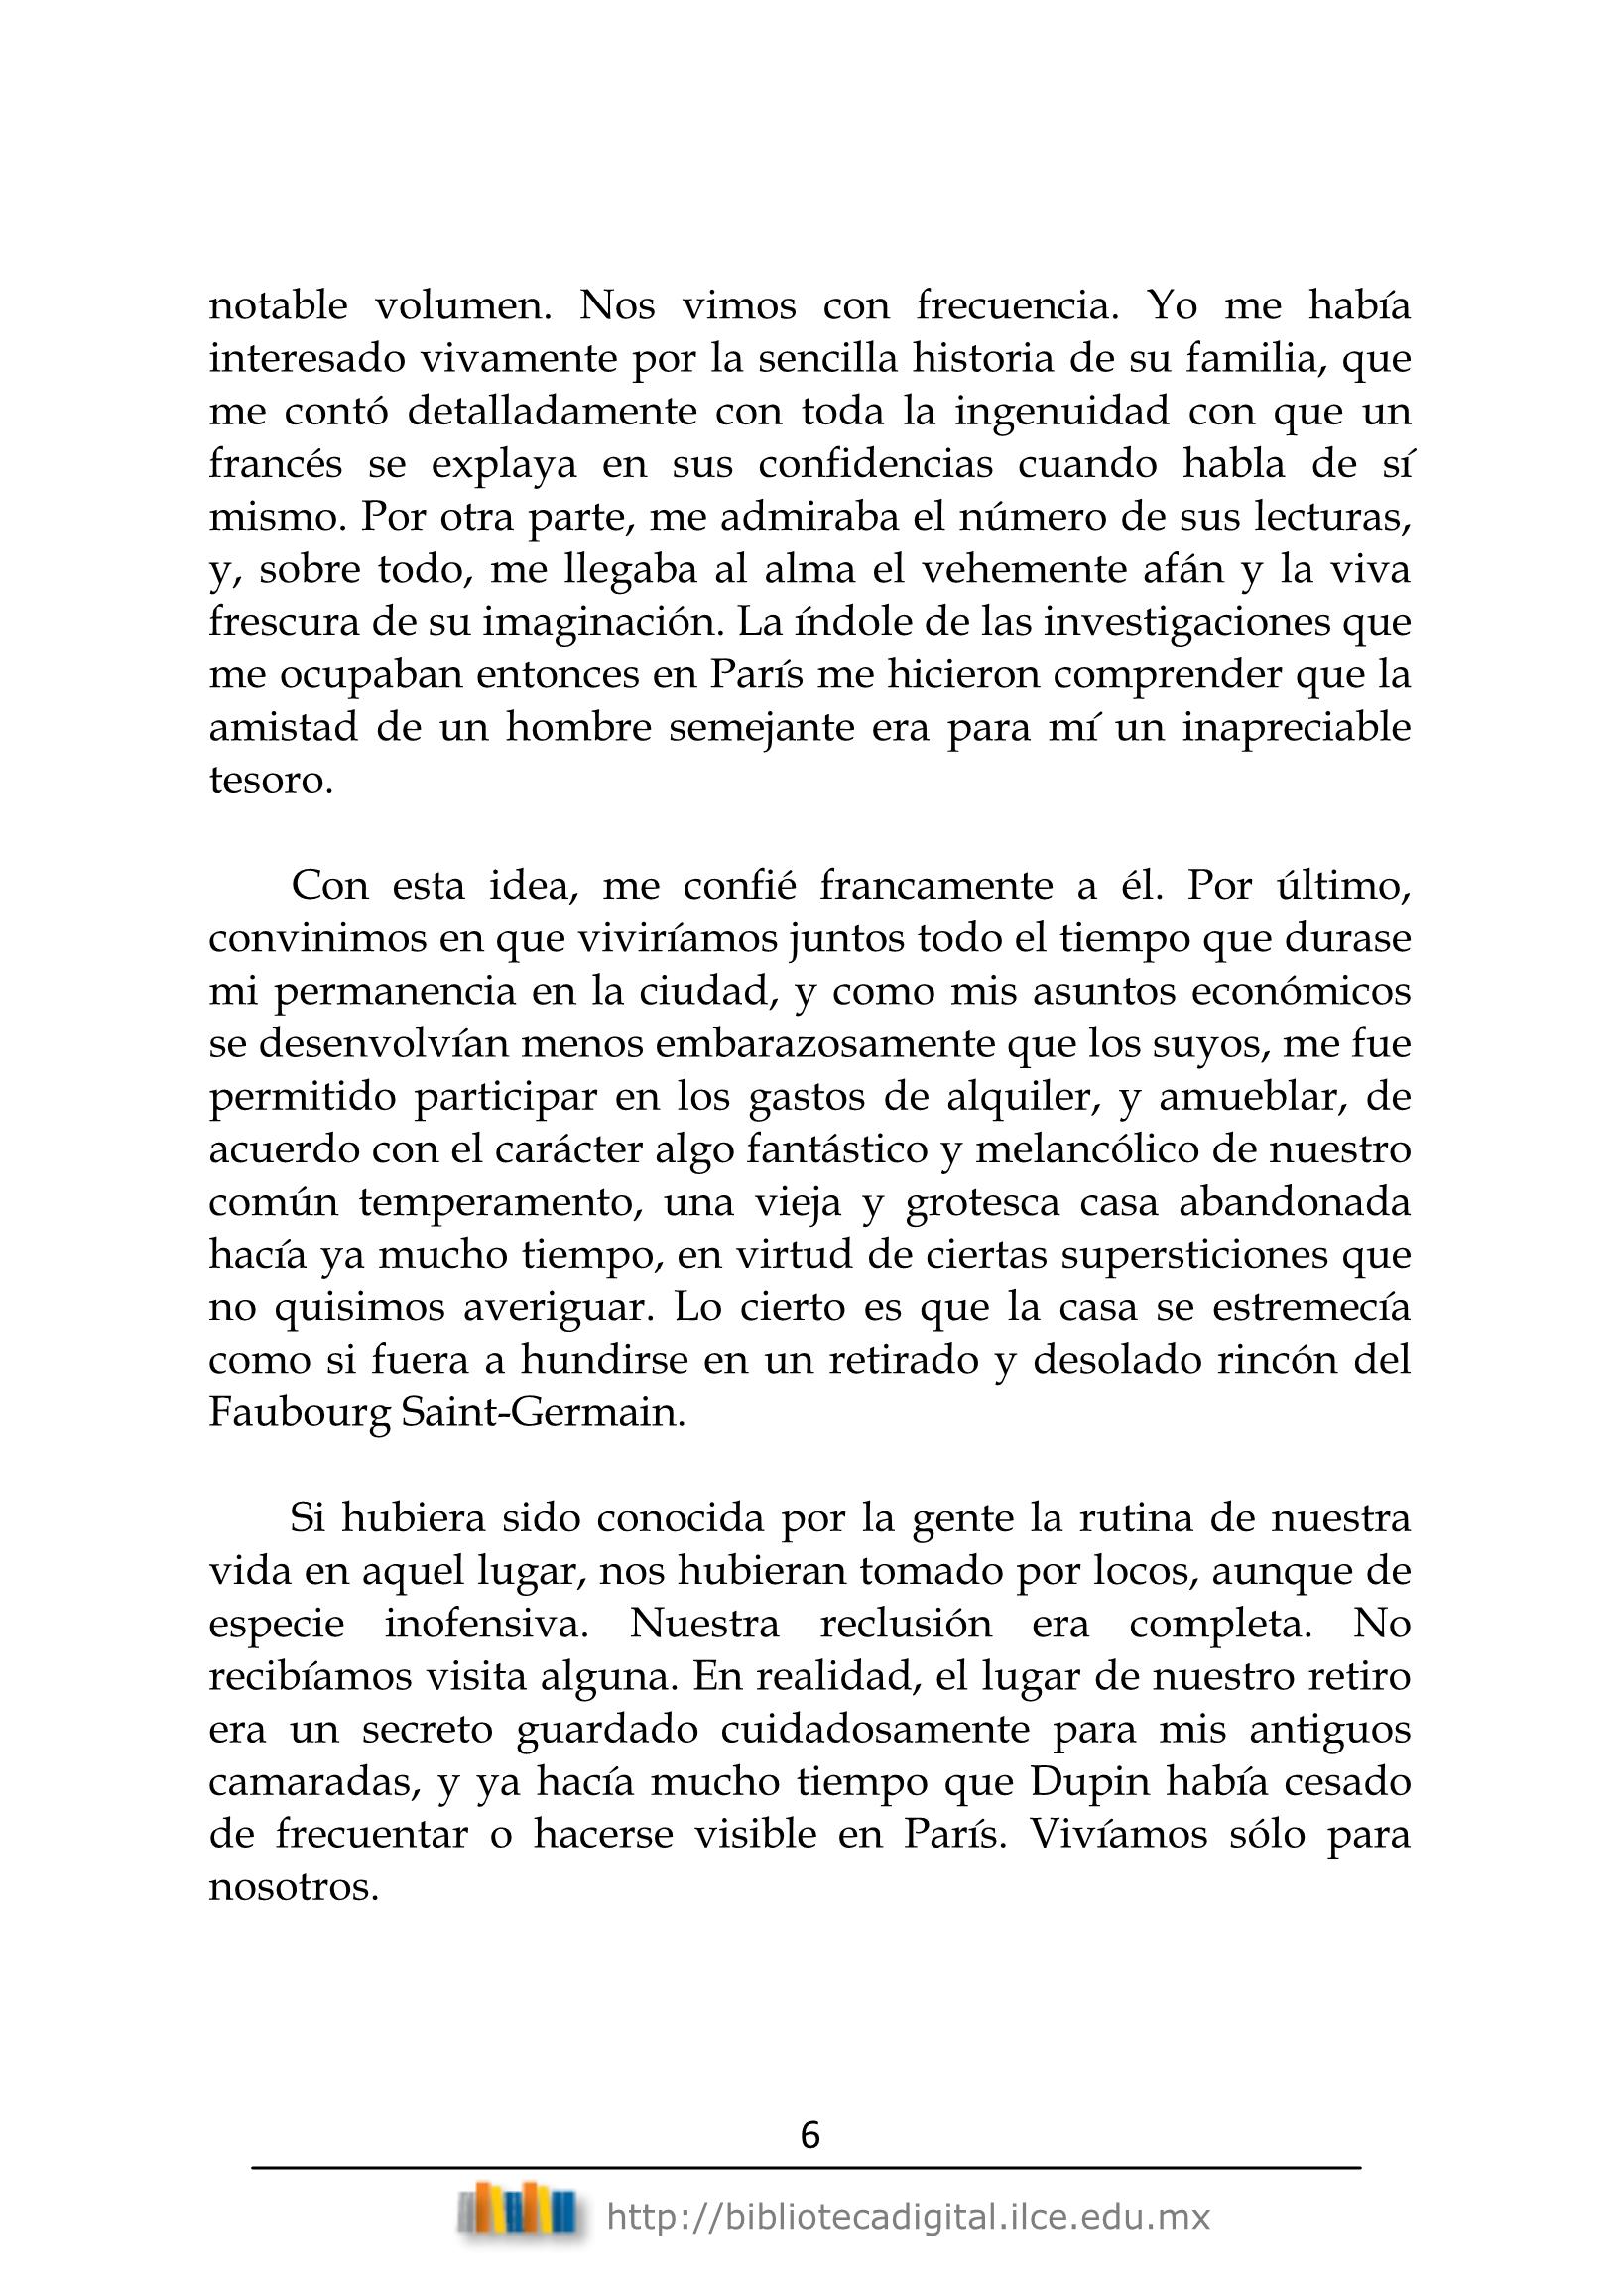 notable volumen. Nos vimos con frecuencia. Yo me había
interesado vivamente por la sencilla historia de su familia, que
me contó detalladamente con toda la ingenuidad con que un
francés se explaya en sus confidencias cuando habla de sí
mismo. Por otra parte, me admiraba el número de sus lecturas,
y, sobre todo, me llegaba al alma el vehemente afán y la viva
frescura de su imaginación. La índole de las investigaciones que
me ocupaban entonces en París me hicieron comprender que la
amistad de un hombre semejante era para mí un inapreciable
tesoro.
Con esta idea, me confié francamente a él. Por último,
convinimos en que viviríamos juntos todo el tiempo que durase
mi permanencia en la ciudad, y como mis asuntos económicos
se desenvolvían menos embarazosamente que los suyos, me fue
permitido participar en los gastos de alquiler, y amueblar, de
acuerdo con el carácter algo fantástico y melancólico de nuestro
común temperamento, una vieja y grotesca casa abandonada
hacía ya mucho tiempo, en virtud de ciertas supersticiones que
no quisimos averiguar. Lo cierto es que la casa se estremecía
como si fuera a hundirse en un retirado y desolado rincón del
Faubourg Saint-Germain.
Si hubiera sido conocida por la gente la rutina de nuestra
vida en aquel lugar, nos hubieran tomado por locos, aunque de
especie inofensiva. Nuestra reclusión era completa. No
recibíamos visita alguna. En realidad, el lugar de nuestro retiro
era un secreto guardado cuidadosamente para mis antiguos
camaradas, y ya hacía mucho tiempo que Dupin había cesado
de frecuentar o hacerse visible en París. Vivíamos sólo para
nosotros.
6
http://bibliotecadigital.ilce.edu.mx